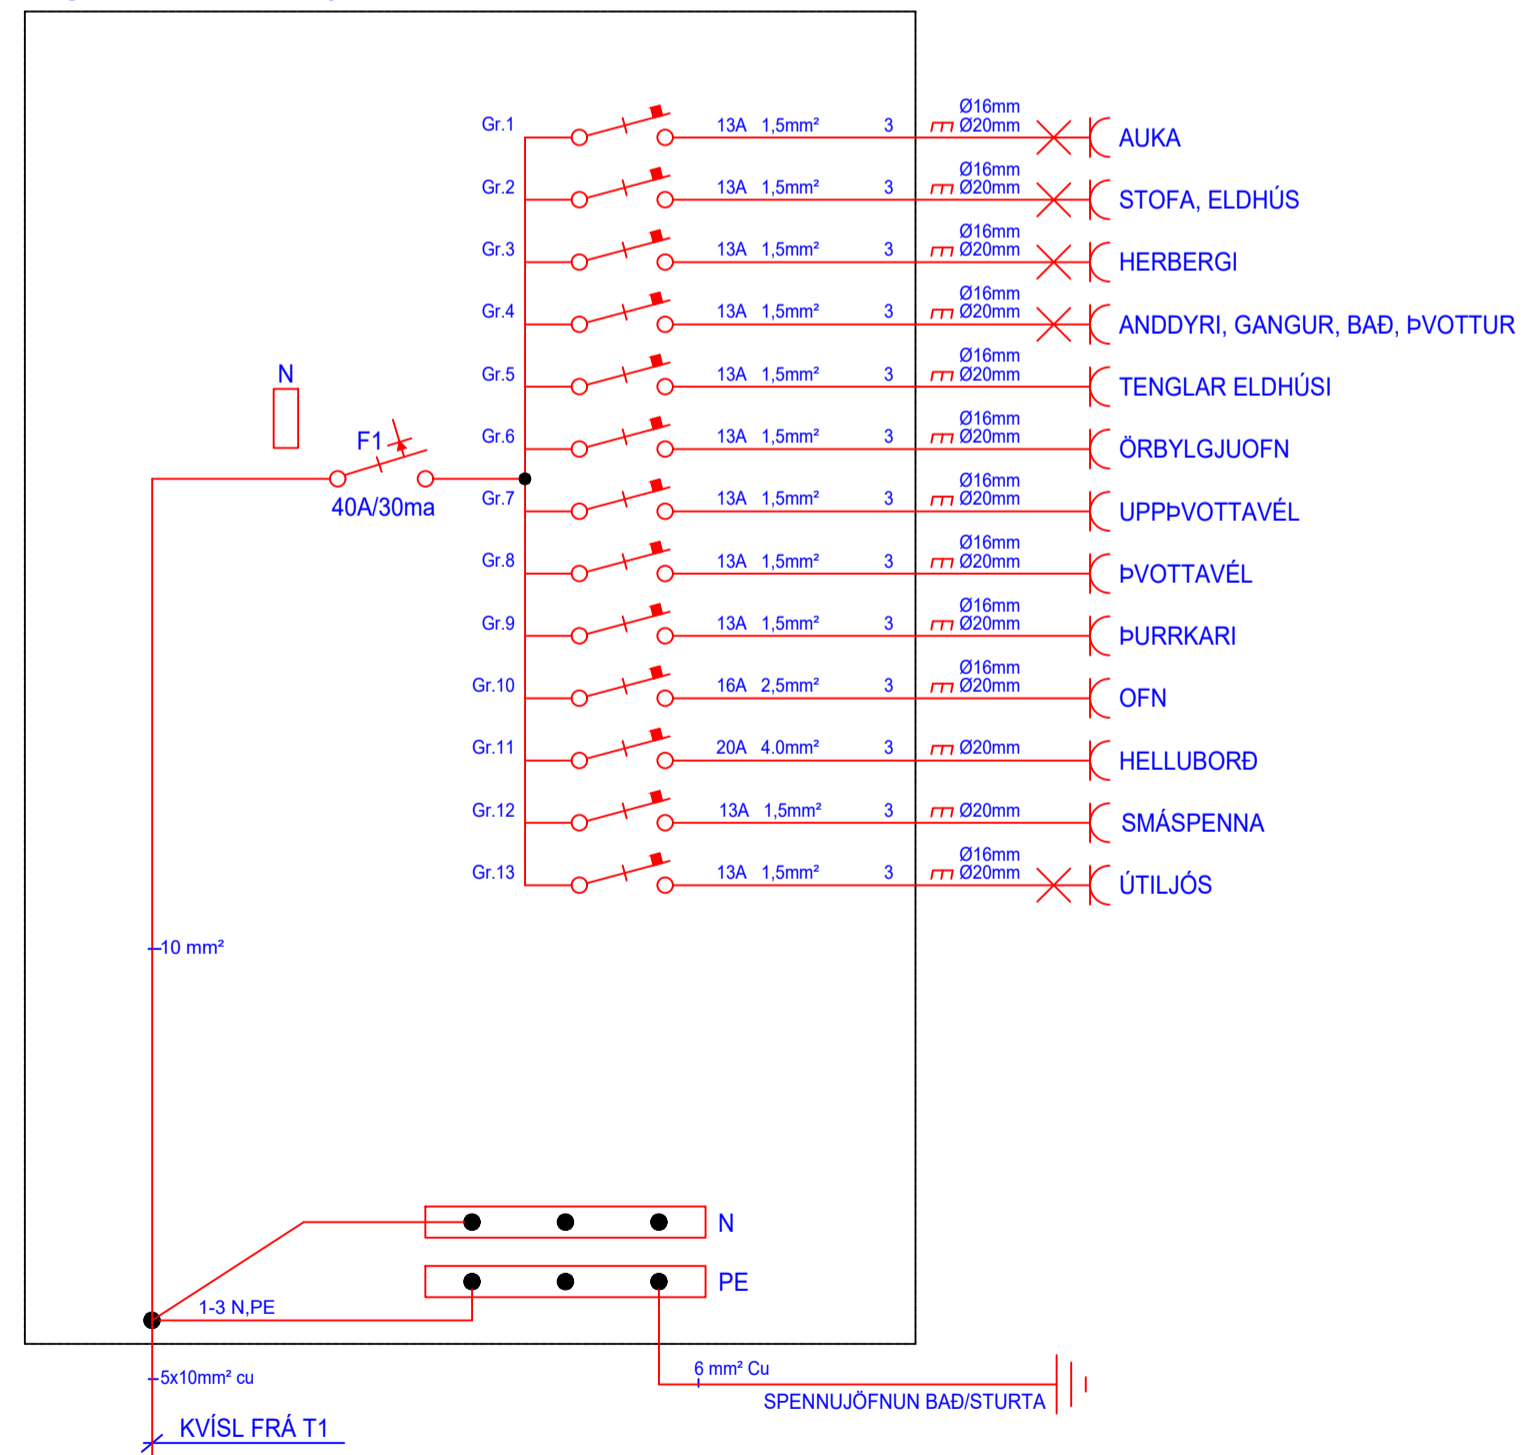 Ø16mm
Gr.1 13A 1,5mm² 3 Ø20mm AUKA
Ø16mm
Gr.2 13A 1,5mm² 3 Ø20mm STOFA, ELDHÚS
Ø16mm
Gr.3 13A 1,5mm² 3 Ø20mm HERBERGI
Ø16mm
Gr.4 13A 1,5mm² 3 Ø20mm ANDDYRI, GANGUR, BAÐ, ÞVOTTUR
Ø16mm
Gr.5 13A 1,5mm² 3 Ø20mm TENGLAR ELDHÚSI
Ø16mm
Gr.6 13A 1,5mm² 3 Ø20mm ÖRBYLGJUOFN
Ø16mm
Gr.7 13A 1,5mm² 3 Ø20mm UPPÞVOTTAVÉL
Ø16mm
Gr.8 13A 1,5mm² 3 Ø20mm ÞVOTTAVÉL
Ø16mm
Gr.9 13A 1,5mm² 3 Ø20mm ÞURRKARI
Ø16mm
Gr.10 16A 2,5mm² 3 Ø20mm OFN
Gr.11 20A 4.0mm² 3 Ø20mm HELLUBORÐ
Gr.12 13A 1,5mm² 3 Ø20mm SMÁSPENNA
Ø16mm
Gr.13 13A 1,5mm² 3 Ø20mm ÚTILJÓS
N
F1
40A/30ma
10 mm²
N
PE
1-3 N,PE
5x10mm² cu
6 mm² Cu
SPENNUJÖFNUN BAÐ/STURTA
KVÍSL FRÁ T1